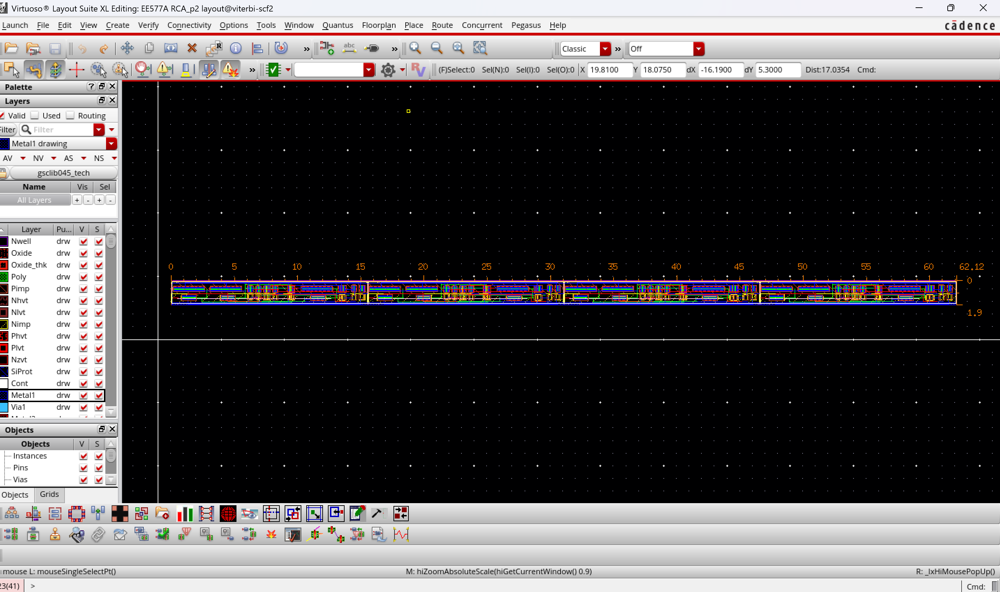 Virtuoso® Layout Suite XL Editing: EE577A RCA_p2 layout@viterbi-scf2
Launch File Edit View Create Verify Connectivity Options Tools Window Quantus Floorplan Place Route Concurrent Pegasus Help
cādence
abc R Classic Off
RV (F)Select:0 Sel(N):0 Sel(I):0 Sel(O):0 X 19.8100 Y 18.0750 dX -16.1900 dY 5.3000 Dist:17.0354 Cmd:
Palette
Layers
Valid Used Routing
Filter Filter
Metal1 drawing
AV NV AS NS
gsclib045_tech
Name Vis Sel
All Layers + - + -
Layer Pu... V S
Nwell drw
Oxide drw
Oxide_thk drw
Poly drw
Pimp drw
Nhvt drw
Nlvt drw
Nimp drw
Phvt drw
Plvt drw
Nzvt drw
SiProt drw
Cont drw
Metal1 drw
Via1 drw
Objects
Objects V S
Instances
Pins
Vias
Objects Grids
0 5 10 15 20 25 30 35 40 45 50 55 60 62.12
0
1.9
mouse L: mouseSingleSelectPt() M: hiZoomAbsoluteScale(hiGetCurrentWindow() 0.9) R: _lxHiMousePopUp()
23(41) > Cmd: